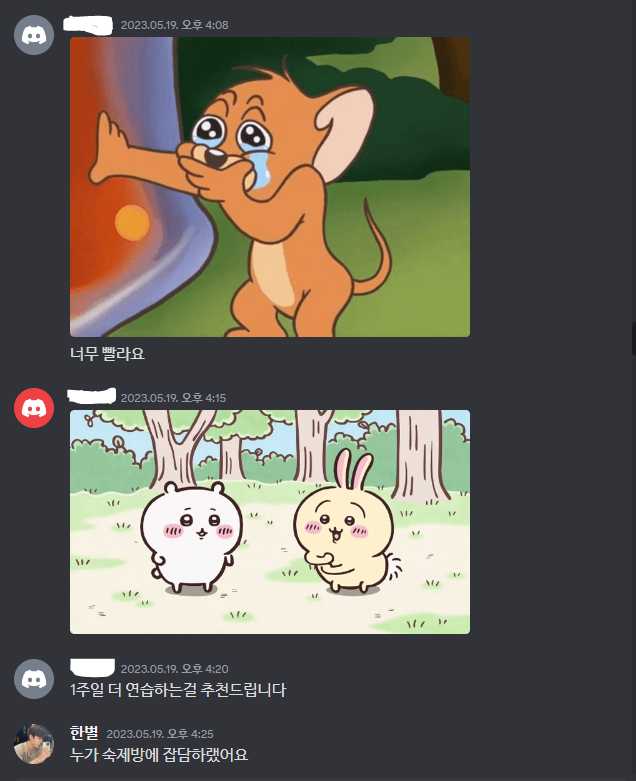 2023.05.19. 오후 4:08
너무 빨라요
2023.05.19. 오후 4:15
2023.05.19. 오후 4:20
1주일 더 연습하는걸 추천드립니다
한별 2023.05.19. 오후 4:25
누가 숙제방에 잡담하랬어요